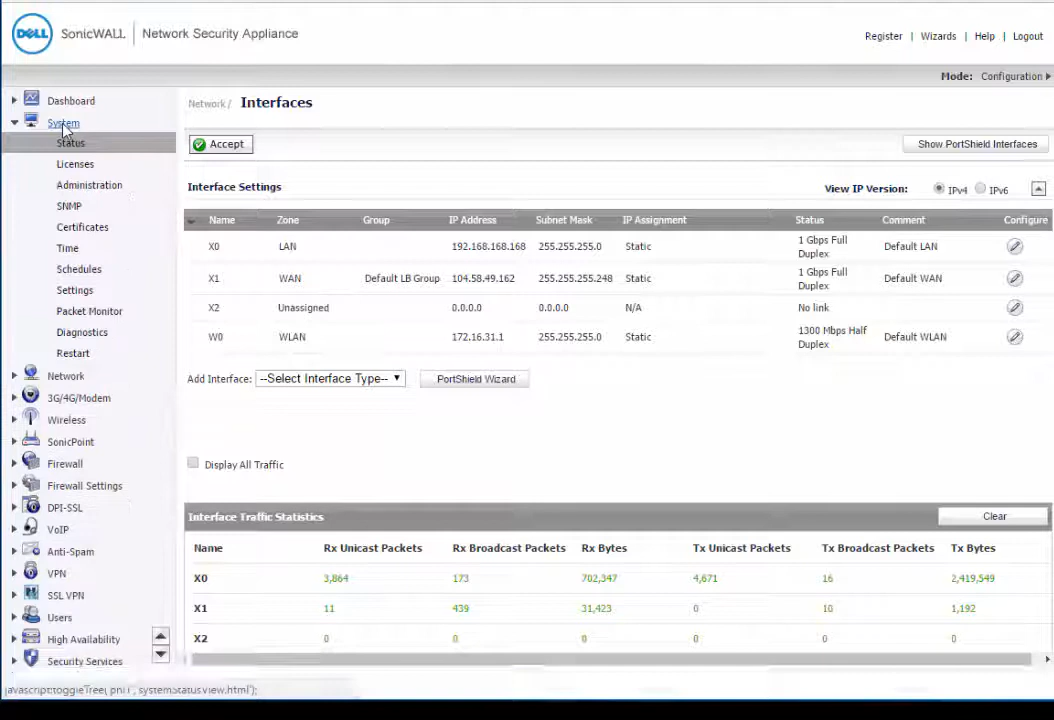 DELL SonicWALL | Network Security Appliance
Register | Wizards | Help | Logout
Mode: Configuration
Dashboard
System
Status
Licenses
Administration
SNMP
Certificates
Time
Schedules
Settings
Packet Monitor
Diagnostics
Restart
Network
3G/4G/Modem
Wireless
SonicPoint
Firewall
Firewall Settings
DPI-SSL
VoIP
Anti-Spam
VPN
SSL VPN
Users
High Availability
Security Services
Network / Interfaces
Accept
Show PortShield Interfaces
Interface Settings
View IP Version: IPv4 IPv6
Name Zone Group IP Address Subnet Mask IP Assignment Status Comment Configure
X0 LAN 192.168.168.168 255.255.255.0 Static 1 Gbps Full Duplex Default LAN
X1 WAN Default LB Group 104.58.49.162 255.255.255.248 Static 1 Gbps Full Duplex Default WAN
X2 Unassigned 0.0.0.0 0.0.0.0 N/A No link
W0 WLAN 172.16.31.1 255.255.255.0 Static 1300 Mbps Half Duplex Default WLAN
Add Interface: --Select Interface Type-- PortShield Wizard
Display All Traffic
Interface Traffic Statistics
Clear
Name Rx Unicast Packets Rx Broadcast Packets Rx Bytes Tx Unicast Packets Tx Broadcast Packets Tx Bytes
X0 3,864 173 702,347 4,671 16 2,419,549
X1 11 439 31,423 0 10 1,192
X2 0 0 0 0 0 0